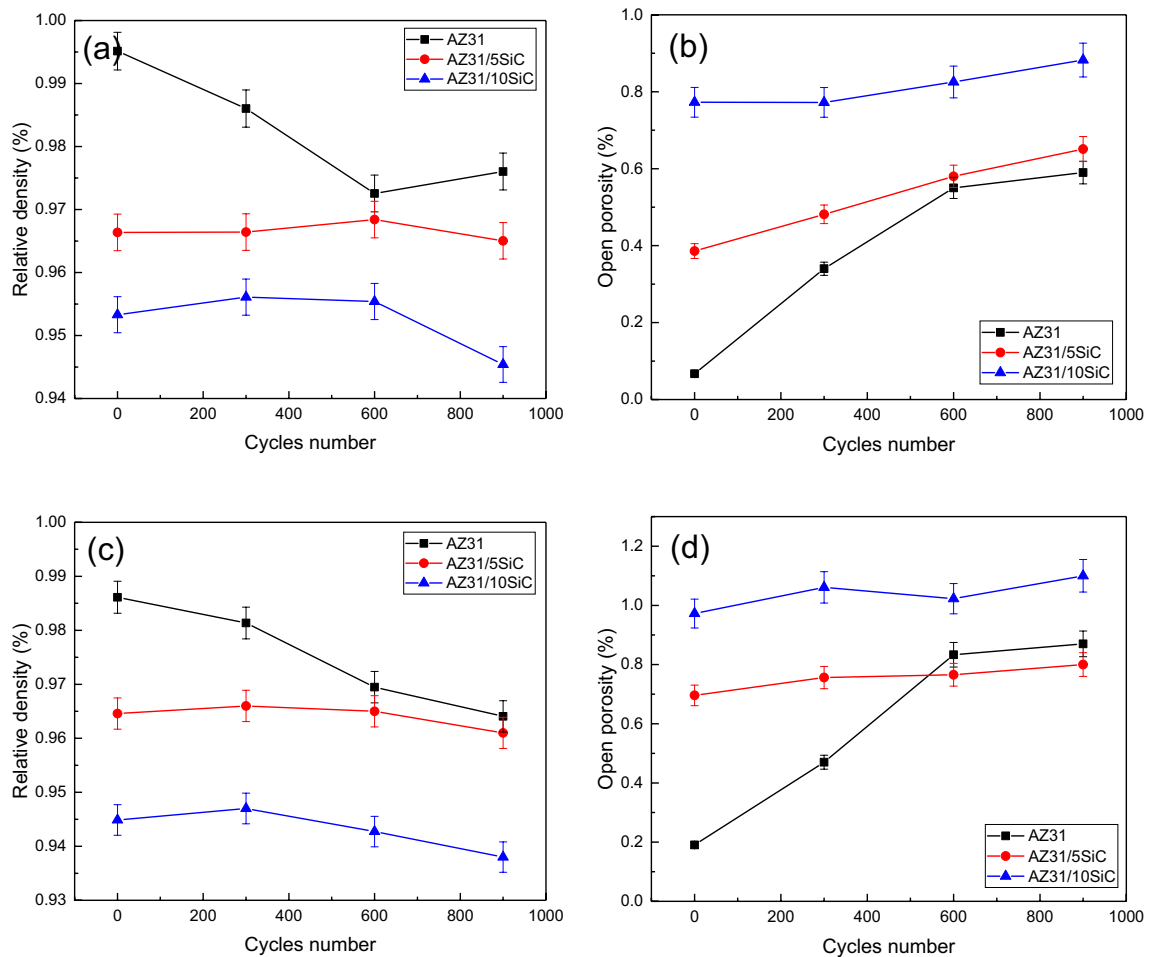 (a)
AZ31
AZ31/5SiC
AZ31/10SiC
Relative density (%)
1.00
0.99
0.98
0.97
0.96
0.95
0.94
0 200 400 600 800 1000
Cycles number
(b)
AZ31
AZ31/5SiC
AZ31/10SiC
Open porosity (%)
1.0
0.8
0.6
0.4
0.2
0.0
0 200 400 600 800 1000
Cycles number
(c)
AZ31
AZ31/5SiC
AZ31/10SiC
Relative density (%)
1.00
0.99
0.98
0.97
0.96
0.95
0.94
0.93
0 200 400 600 800 1000
Cycles number
(d)
AZ31
AZ31/5SiC
AZ31/10SiC
Open porosity (%)
1.2
1.0
0.8
0.6
0.4
0.2
0.0
0 200 400 600 800 1000
Cycles number